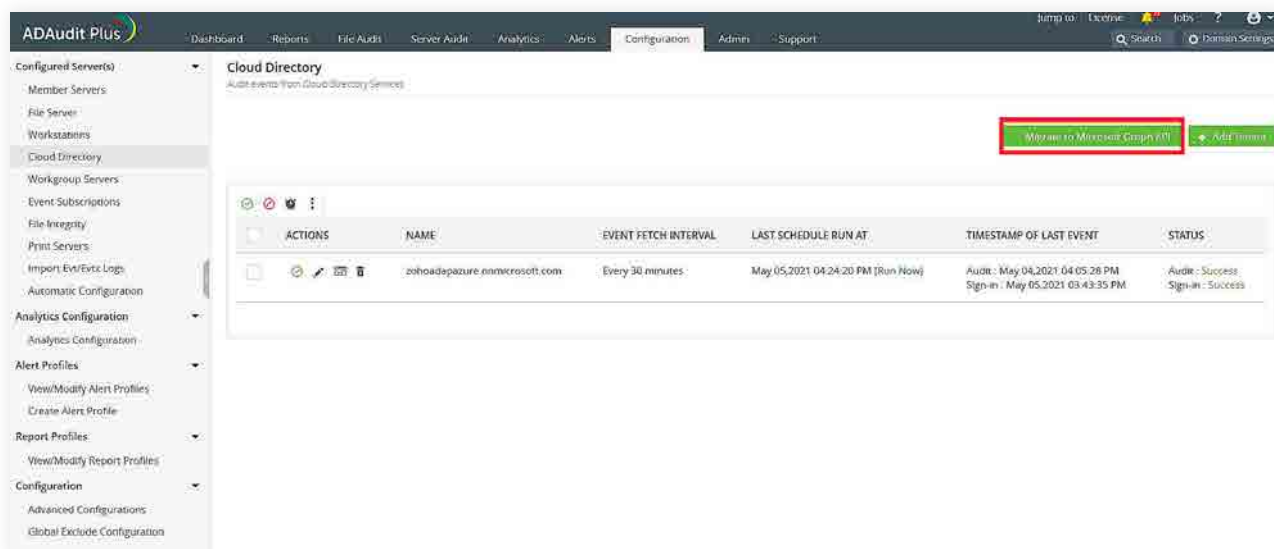 Jump to License Jobs ?
ADAudit Plus
Dashboard Reports File Audit Server Audit Analytics Alerts Configuration Admin Support
Search Domain Settings
Configured Server(s)
Member Servers
File Server
Workstations
Cloud Directory
Workgroup Servers
Event Subscriptions
File Integrity
Print Servers
Import Evt/Evtx Logs
Automatic Configuration
Analytics Configuration
Analytics Configuration
Alert Profiles
View/Modify Alert Profiles
Create Alert Profile
Report Profiles
View/Modify Report Profiles
Configuration
Advanced Configurations
Global Exclude Configuration
Cloud Directory
Audit events from Cloud Directory Services
Migrate to Microsoft Graph API + Add Tenant
ACTIONS NAME EVENT FETCH INTERVAL LAST SCHEDULE RUN AT TIMESTAMP OF LAST EVENT STATUS
zohoadapazure.onmicrosoft.com Every 30 minutes May 05,2021 04:24:20 PM [Run Now] Audit : May 04,2021 04:05:28 PM Audit : Success
Sign-in : May 05,2021 03:43:35 PM Sign-in : Success